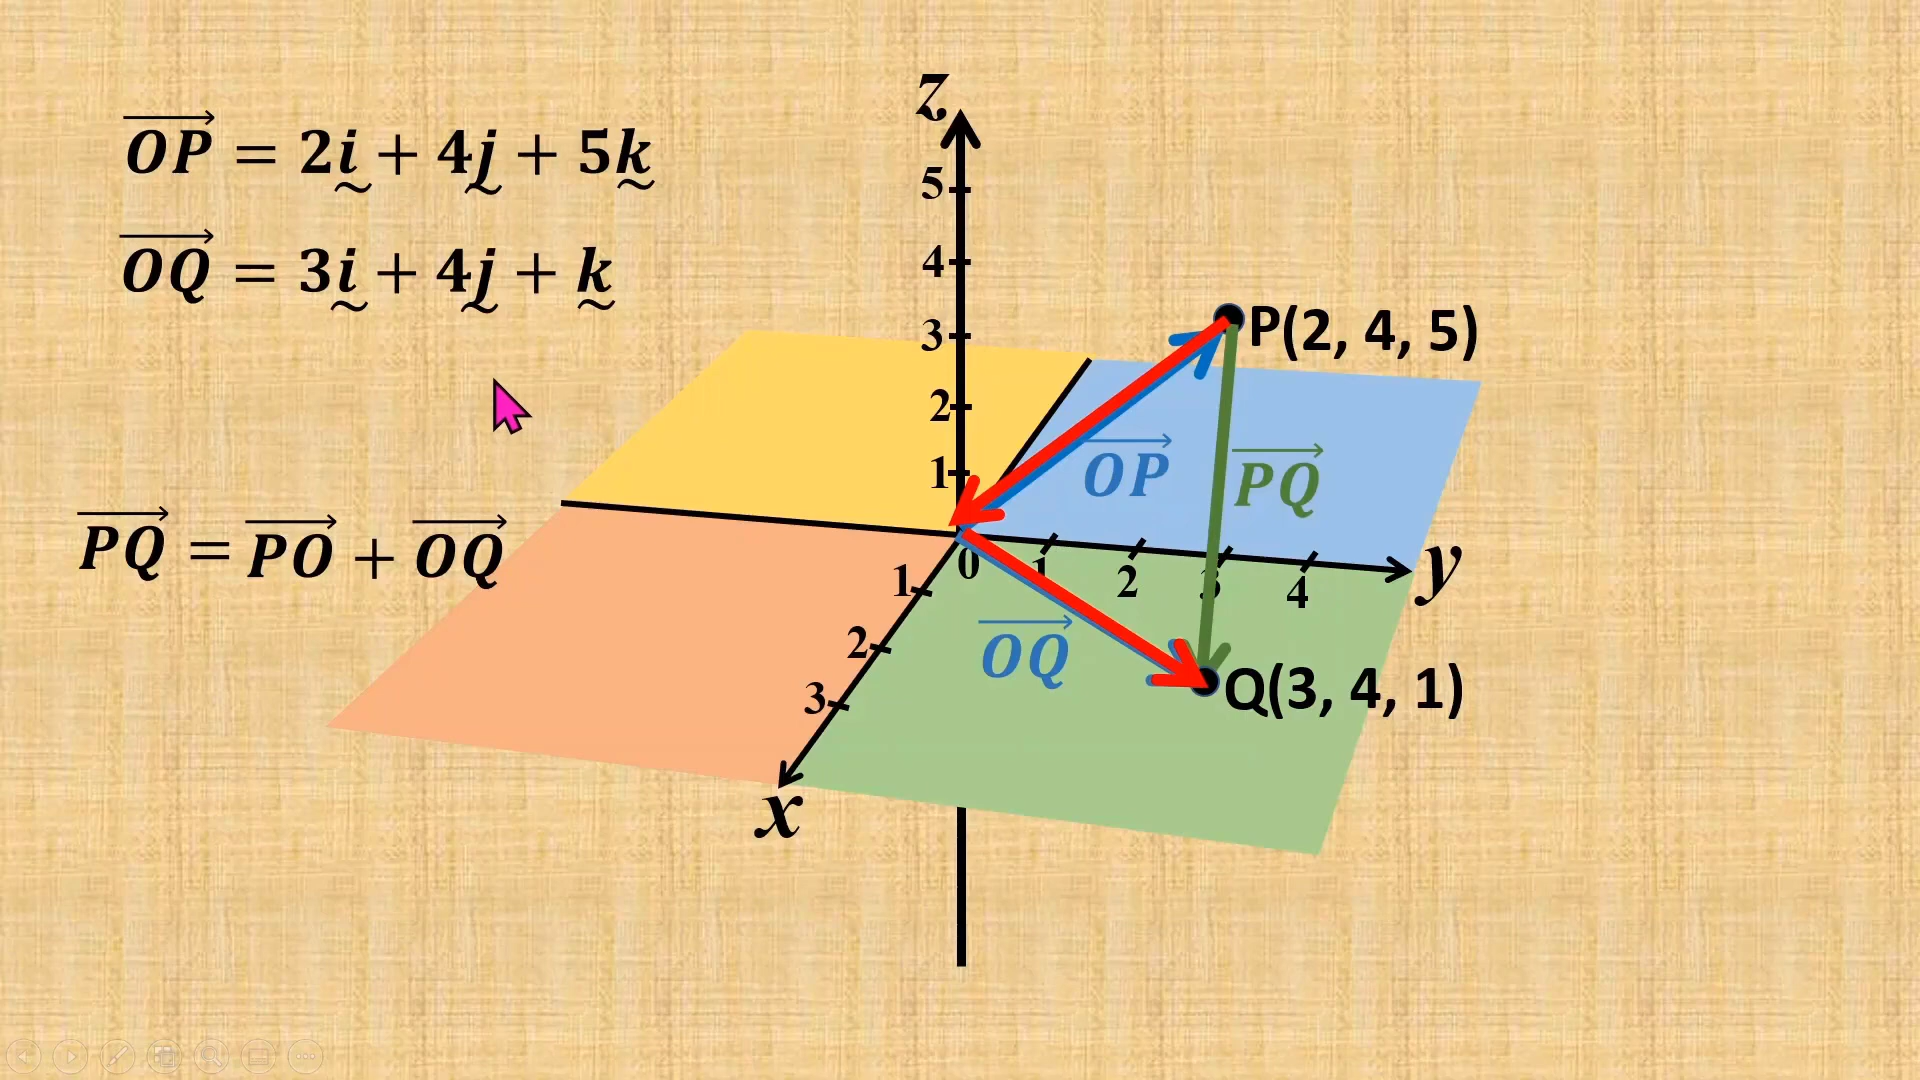 OP = 2i + 4j + 5k
OQ = 3i + 4j + k
PQ = PO + OQ
z
5
4
3
2
1
P(2, 4, 5)
OP
PQ
0
1
2
3
4
y
1
2
3
x
OQ
Q(3, 4, 1)